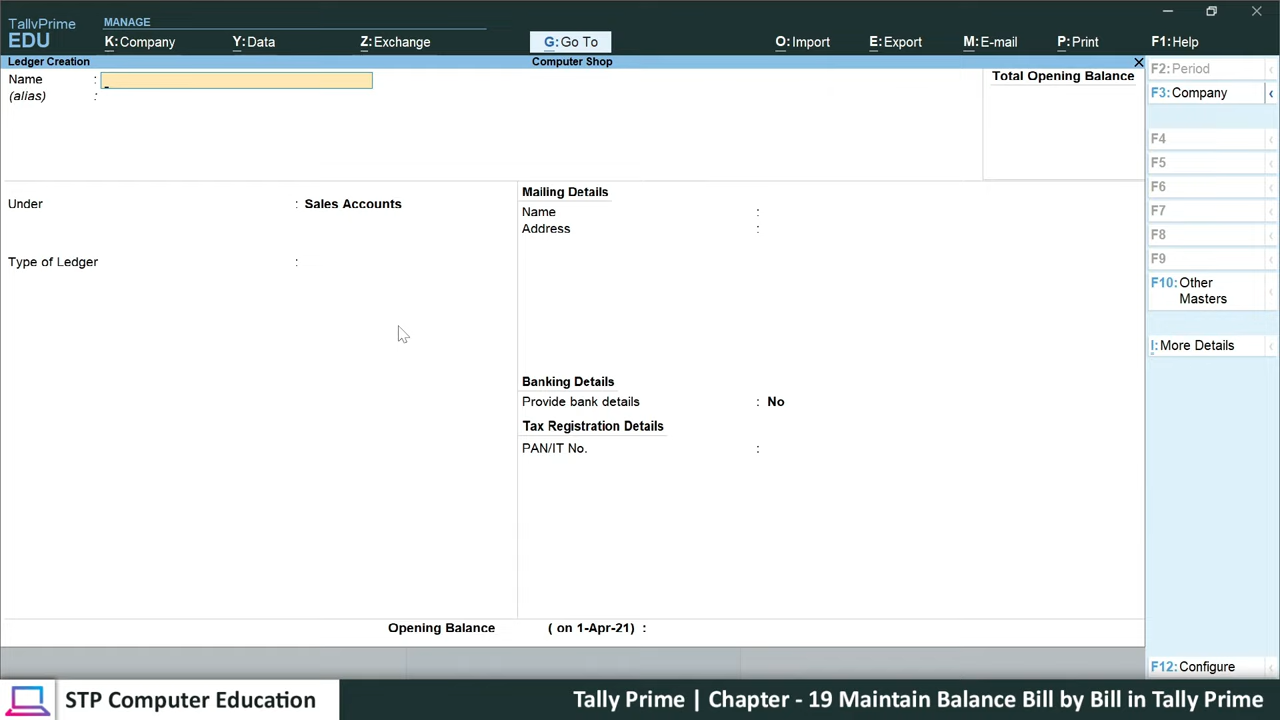 TallyPrime
EDU
MANAGE
K:Company
Y:Data
Z:Exchange
G:Go To
O:Import
E:Export
M:E-mail
P:Print
F1:Help
Ledger Creation
Computer Shop
Name :
(alias) :
Total Opening Balance
F2:Period
F3:Company
F4
F5
F6
F7
F8
F9
F10:Other
Masters
I:More Details
F12:Configure
Under : Sales Accounts
Type of Ledger :
Mailing Details
Name :
Address :
Banking Details
Provide bank details : No
Tax Registration Details
PAN/IT No. :
Opening Balance ( on 1-Apr-21) :
STP Computer Education
Tally Prime | Chapter - 19 Maintain Balance Bill by Bill in Tally Prime